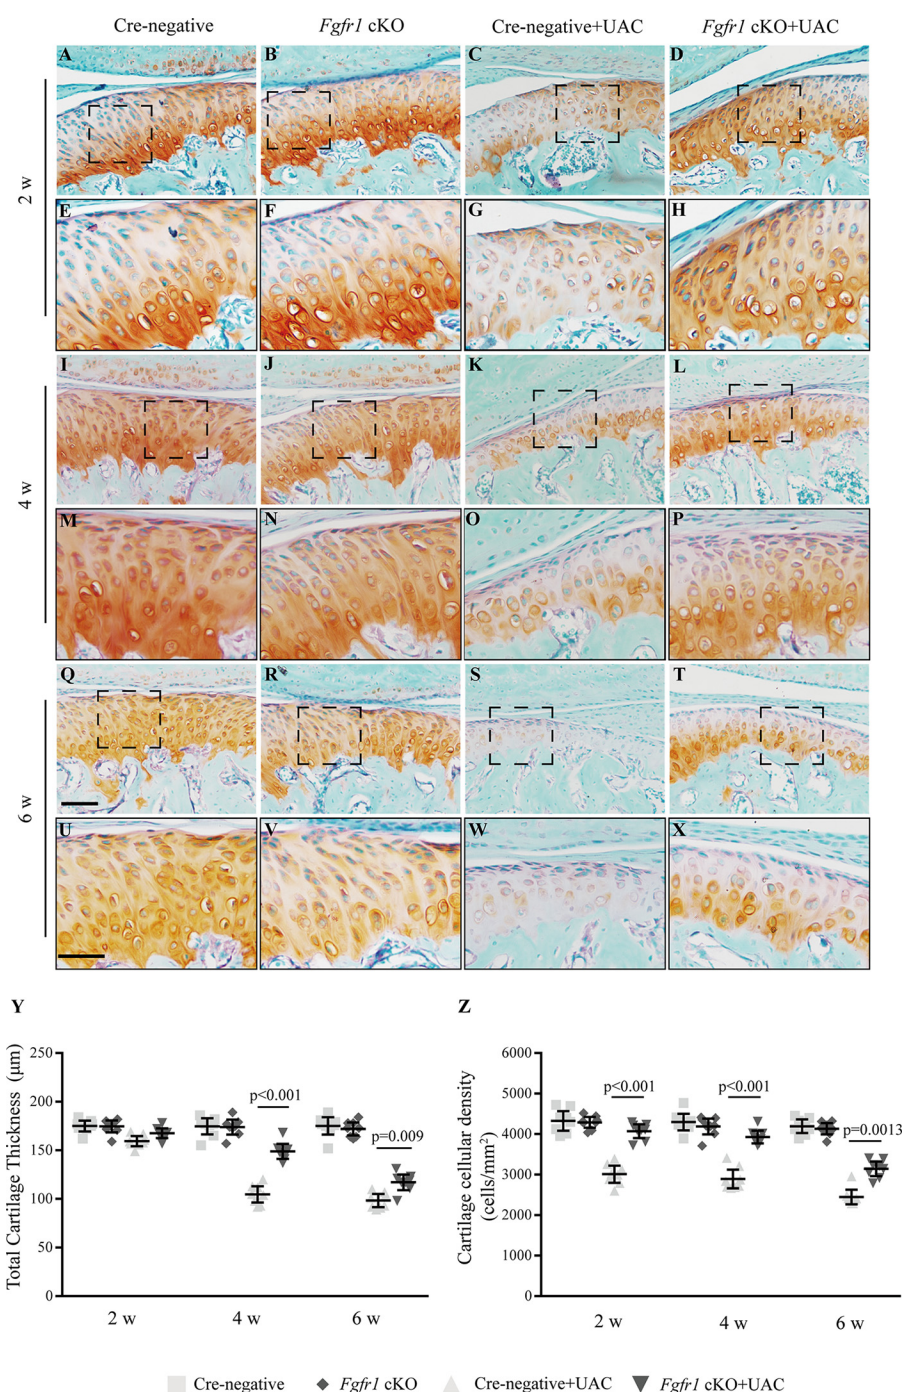 Cre-negative Fgfr1 cKO Cre-negative+UAC Fgfr1 cKO+UAC
A B C D
2 w
E F G H
I J K L
4 w
M N O P
Q R S T
6 w
U V W X
Y
Total Cartilage Thickness (μm)
250
200
150
100
50
0
p<0.001
p=0.009
2 w 4 w 6 w
Z
Cartilage cellular density
(cells/mm²)
6000
5000
4000
3000
2000
1000
0
p<0.001 p<0.001
p=0.0013
2 w 4 w 6 w
Cre-negative Fgfr1 cKO Cre-negative+UAC Fgfr1 cKO+UAC